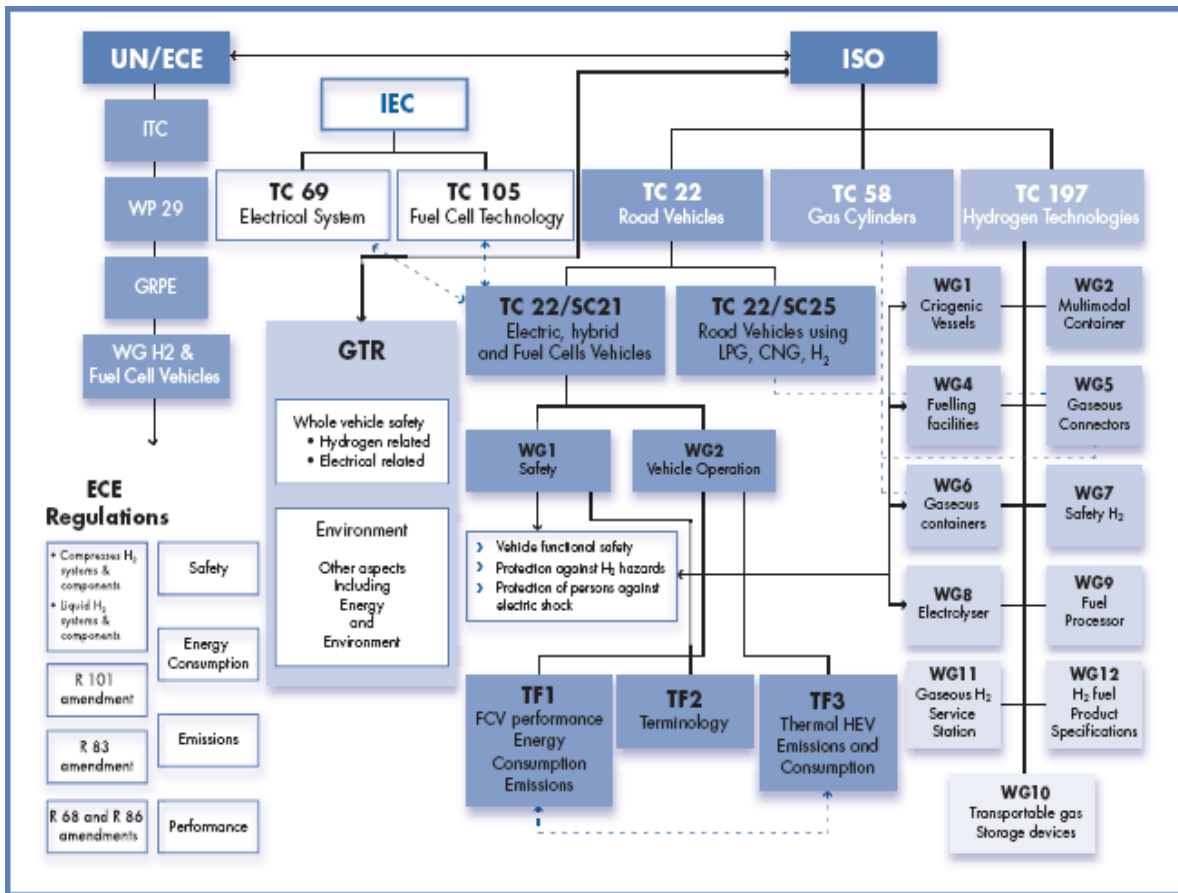 UN/ECE
ISO
IEC
ITC
TC 69
Electrical System
TC 105
Fuel Cell Technology
TC 22
Road Vehicles
TC 58
Gas Cylinders
TC 197
Hydrogen Technologies
WP 29
GRPE
WG H2 &
Fuel Cell Vehicles
GTR
Whole vehicle safety
• Hydrogen related
• Electrical related
Environment
Other aspects
Including
Energy
and
Environment
TC 22/SC21
Electric, hybrid
and Fuel Cells Vehicles
TC 22/SC25
Road Vehicles using
LPG, CNG, H₂
WG1
Safety
WG2
Vehicle Operation
› Vehicle functional safety
› Protection against H₂ hazards
› Protection of persons against
electric shock
TF1
FCV performance
Energy
Consumption
Emissions
TF2
Terminology
TF3
Thermal HEV
Emissions and
Consumption
WG1
Criogenic
Vessels
WG2
Multimodal
Container
WG4
Fuelling
facilities
WG5
Gaseous
Connectors
WG6
Gaseous
containers
WG7
Safety H₂
WG8
Electrolyser
WG9
Fuel
Processor
WG11
Gaseous H₂
Service
Station
WG12
H₂ fuel
Product
Specifications
WG10
Transportable gas
Storage devices
ECE
Regulations
• Compresses H₂
systems &
components
• Liquid H₂
systems &
components
Safety
Energy
Consumption
R 101
amendment
Emissions
R 83
amendment
R 68 and R 86
amendments
Performance